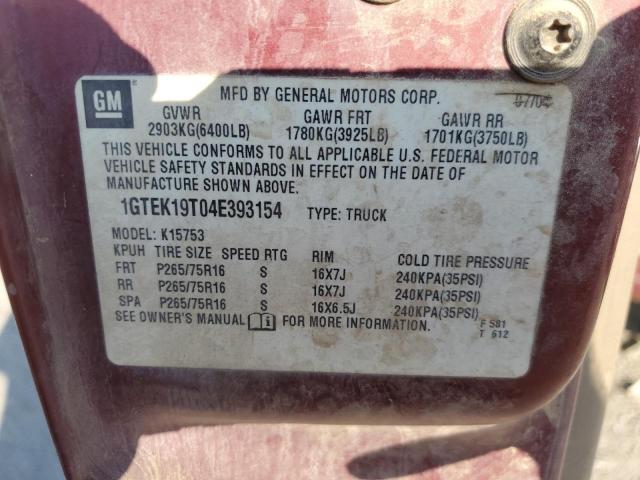 GM
MFD BY GENERAL MOTORS CORP. 07/04
GVWR GAWR FRT GAWR RR
2903KG(6400LB) 1780KG(3925LB) 1701KG(3750LB)
THIS VEHICLE CONFORMS TO ALL APPLICABLE U.S. FEDERAL MOTOR
VEHICLE SAFETY STANDARDS IN EFFECT ON THE DATE OF
MANUFACTURE SHOWN ABOVE.
1GTEK19T04E393154 TYPE: TRUCK
MODEL: K15753
KPUH TIRE SIZE SPEED RTG RIM COLD TIRE PRESSURE
FRT P265/75R16 S 16X7J 240KPA(35PSI)
RR P265/75R16 S 16X7J 240KPA(35PSI)
SPA P265/75R16 S 16X6.5J 240KPA(35PSI)
SEE OWNER'S MANUAL FOR MORE INFORMATION.
F 581
T 612